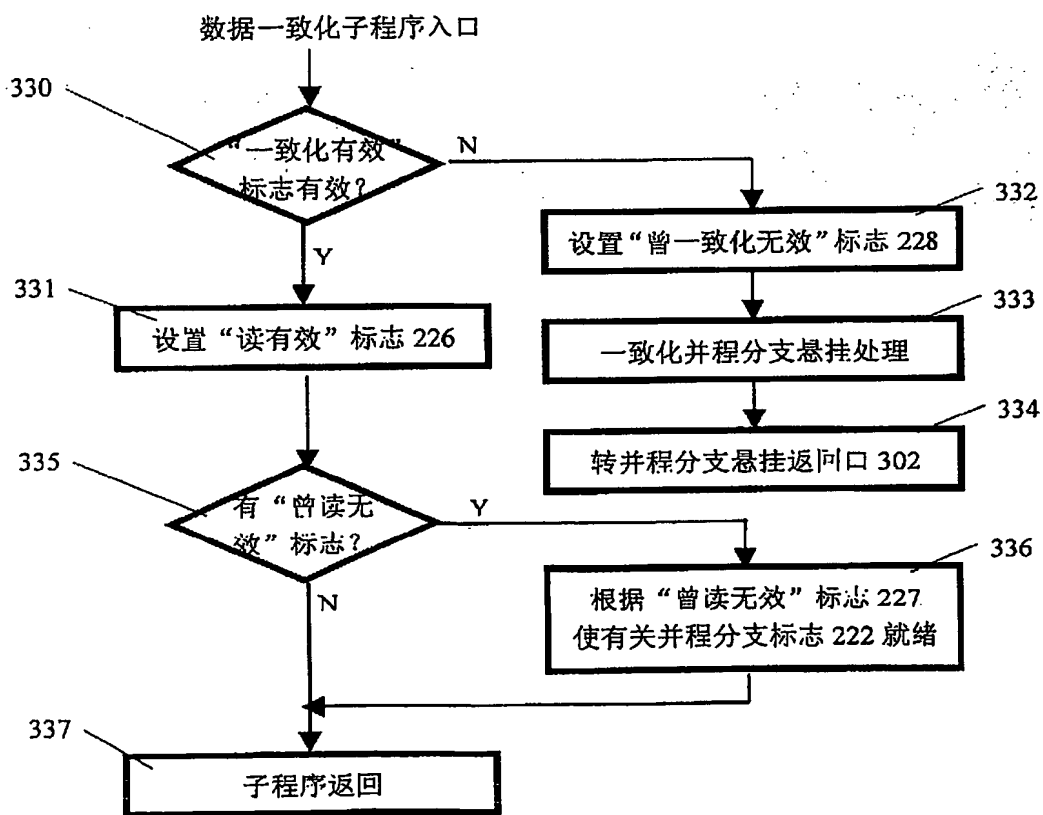 数据一致化子程序入口
330
“一致化有效”
标志有效?
N
Y
332
设置“曾一致化无效”标志 228
331
设置“读有效”标志 226
333
一致化并程分支悬挂处理
334
转并程分支悬挂返回口 302
335
有“曾读无
效”标志?
Y
N
336
根据“曾读无效”标志 227
使有关并程分支标志 222 就绪
337
子程序返回